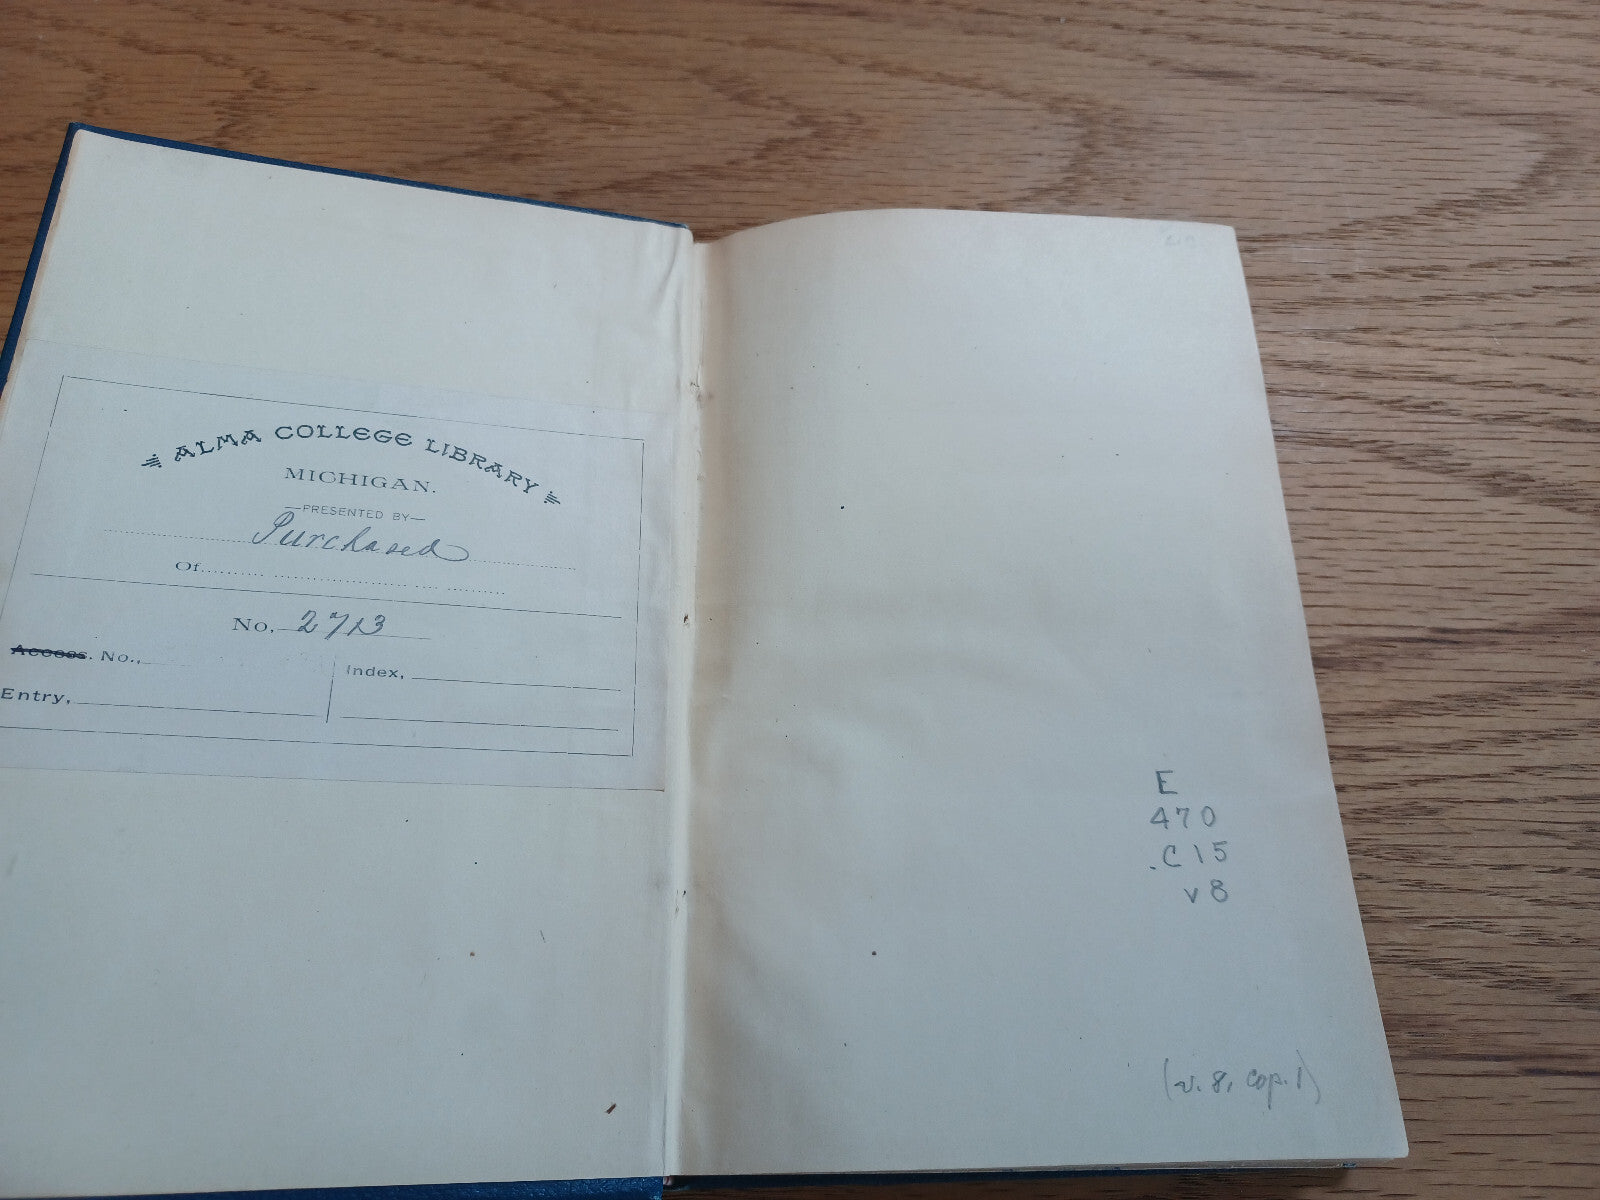 ALMA COLLEGE LIBRARY
MICHIGAN.
—PRESENTED BY—
Purchased
Of
No. 2713
Access. No.,
Index,
Entry,
E
470
.C15
v8
(v. 8, cop. 1)